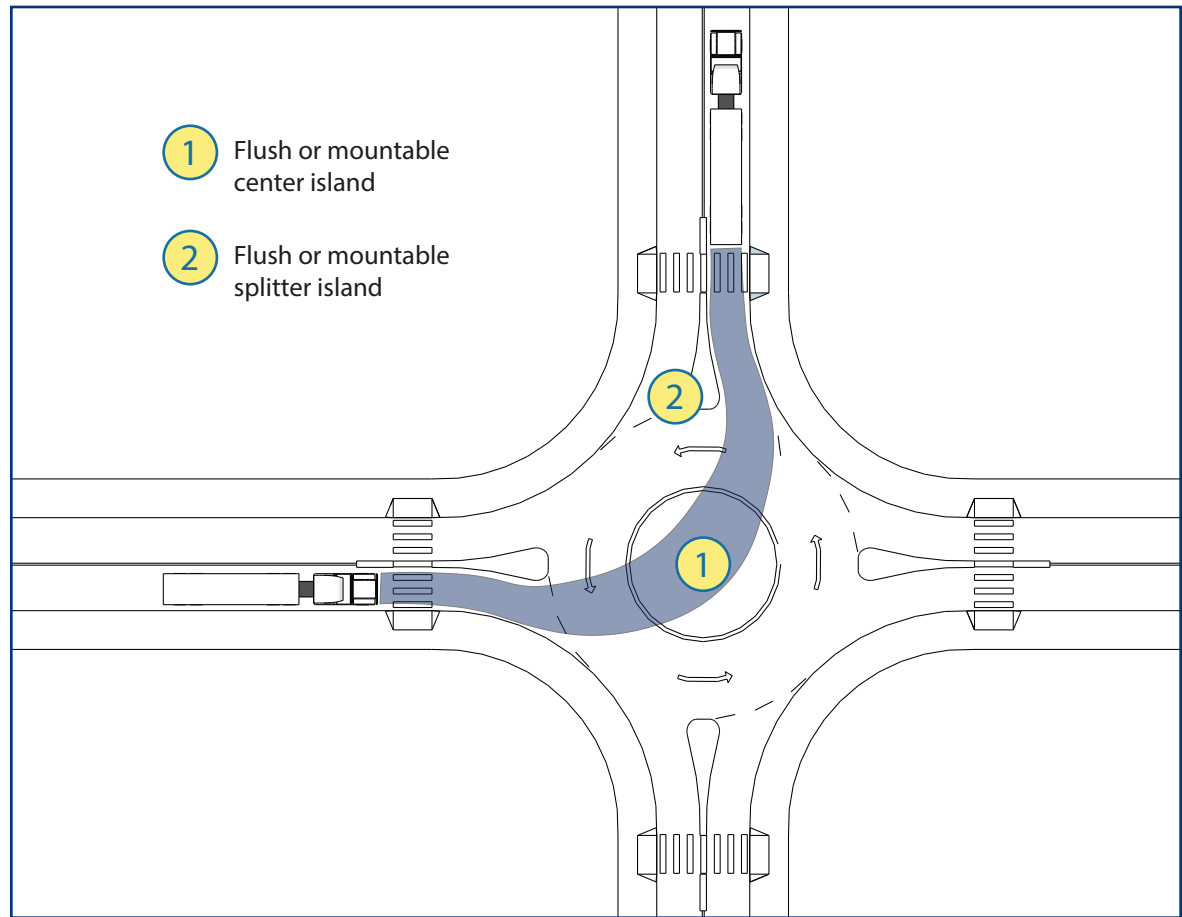 1 Flush or mountable
center island
2 Flush or mountable
splitter island
2
1